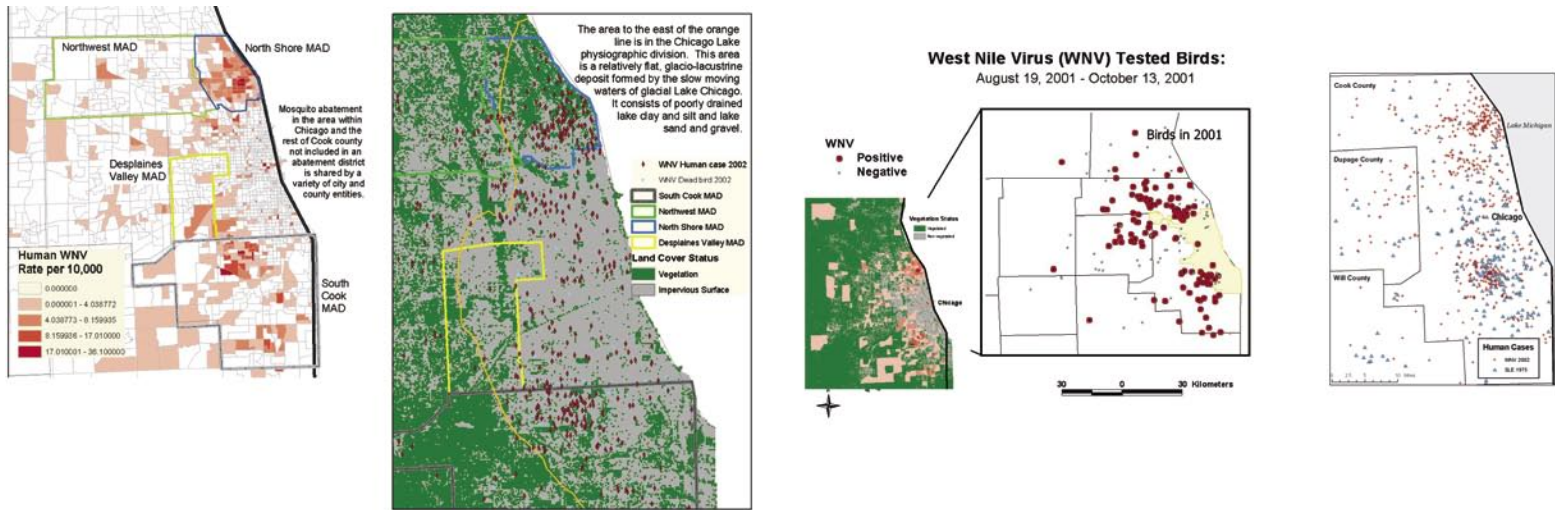 Northwest MAD
North Shore MAD
Mosquito abatement
in the area within
Chicago and the
rest of Cook county
not included in an
abatement district
is shared by a
variety of city and
county entities.
Desplaines
Valley MAD
Human WNV
Rate per 10,000
0.000000
0.000001 - 4.038772
4.038773 - 8.159935
8.159936 - 17.010000
17.010001 - 36.100000
South
Cook
MAD
The area to the east of the orange
line is in the Chicago Lake
physiographic division. This area
is a relatively flat, glacio-lacustrine
deposit formed by the slow moving
waters of glacial Lake Chicago.
It consists of poorly drained
lake clay and silt and lake
sand and gravel.
WNV Human case 2002
WNV Dead bird 2002
South Cook MAD
Northwest MAD
North Shore MAD
Desplaines Valley MAD
Land Cover Status
Vegetation
Impervious Surface
West Nile Virus (WNV) Tested Birds:
August 19, 2001 - October 13, 2001
WNV
Positive
Negative
Vegetation Status
Vegetated
Non-vegetated
Chicago
Birds in 2001
30 0 30 Kilometers
Cook County
Lake Michigan
Dupage County
Chicago
Will County
Human Cases
WNV 2002
SLE 1975